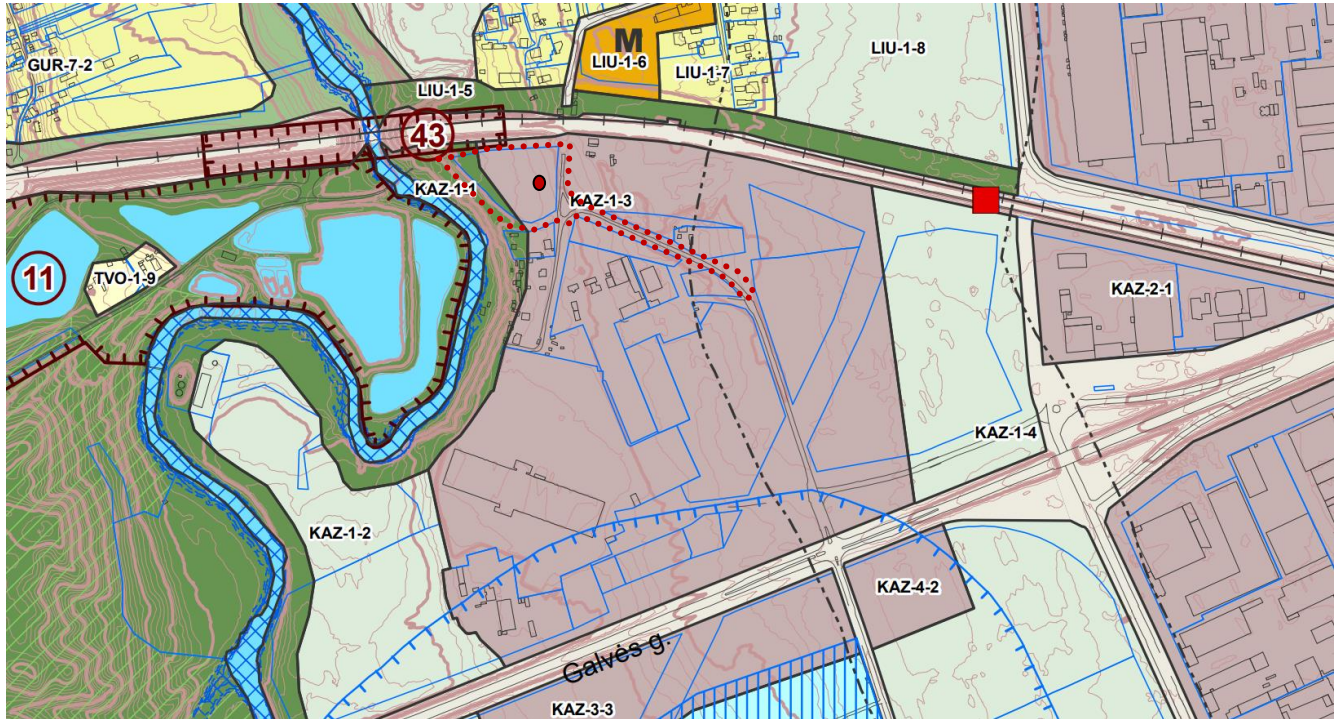 M
LIU-1-6
GUR-7-2
LIU-1-8
LIU-1-7
LIU-1-5
43
KAZ-1-1
KAZ-1-3
11
TVO-1-9
KAZ-2-1
KAZ-1-4
KAZ-1-2
KAZ-4-2
Galvės g.
KAZ-3-3